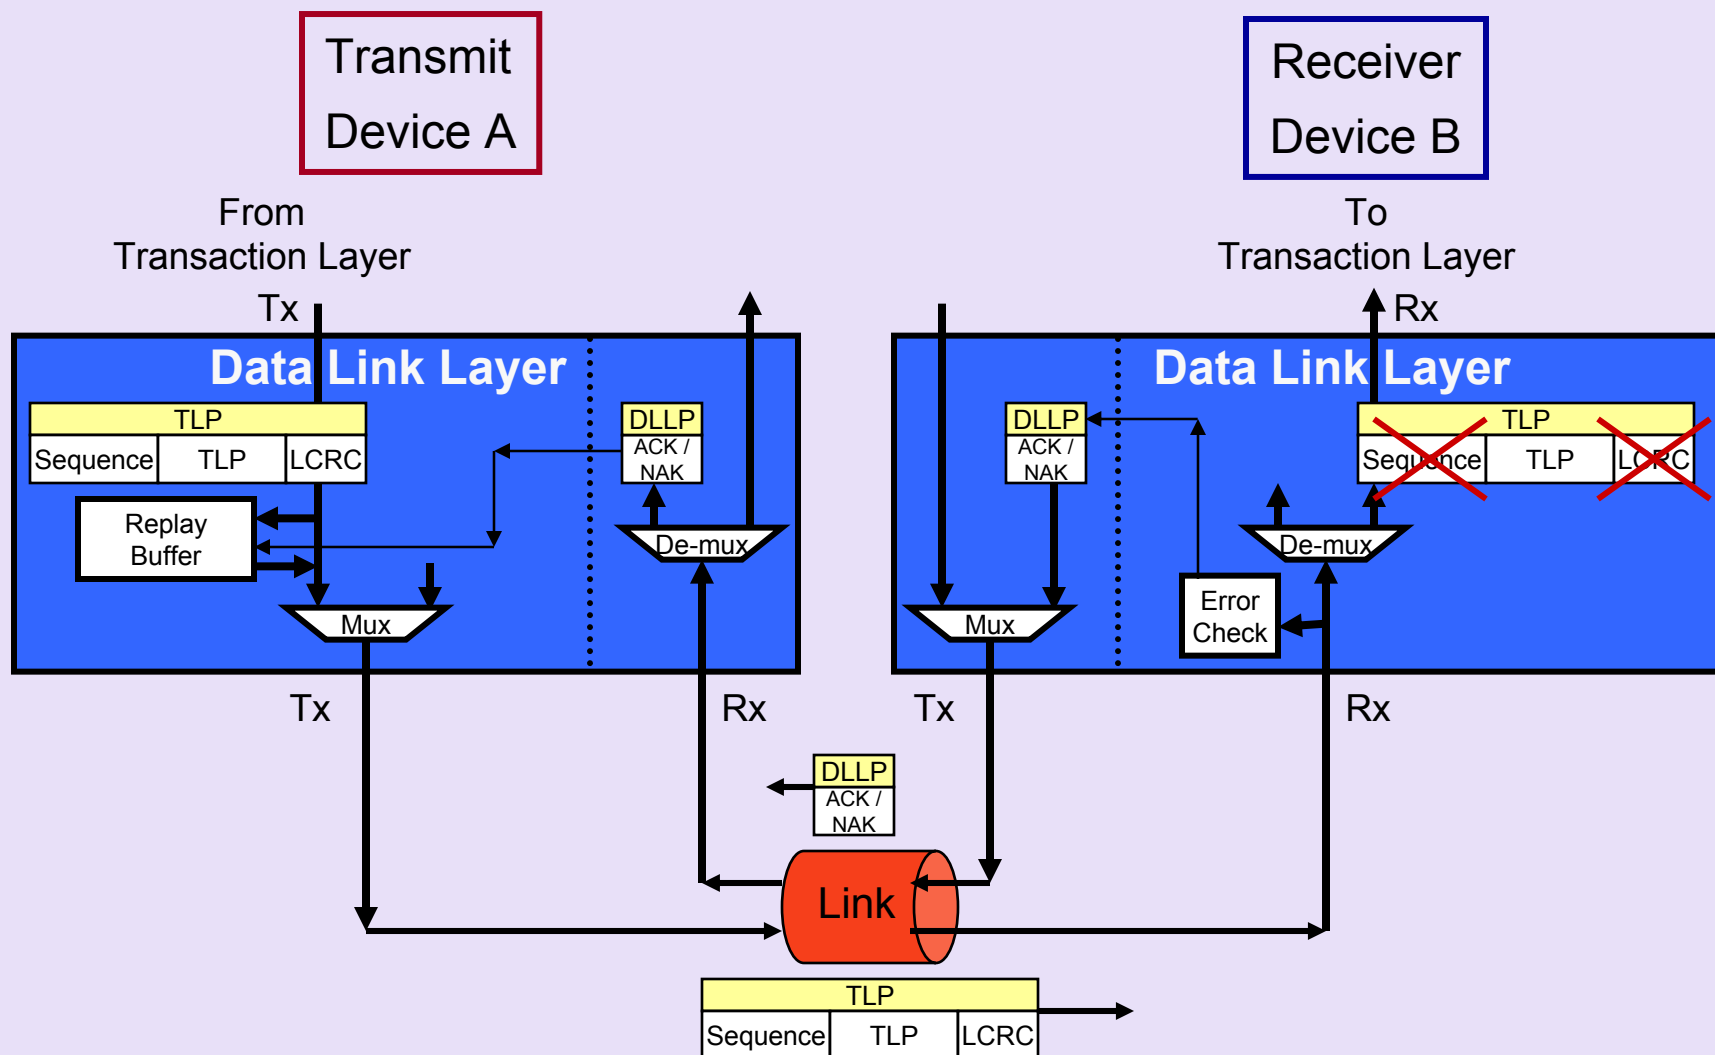 Transmit
Device A
Receiver
Device B
From
Transaction Layer
To
Transaction Layer
Tx
Rx
Data Link Layer
Data Link Layer
TLP
Sequence TLP LCRC
DLLP
ACK /
NAK
DLLP
ACK /
NAK
TLP
Sequence TLP LCRC
Replay
Buffer
De-mux
De-mux
Mux
Mux
Error
Check
Tx
Rx
Tx
Rx
DLLP
ACK /
NAK
Link
TLP
Sequence TLP LCRC